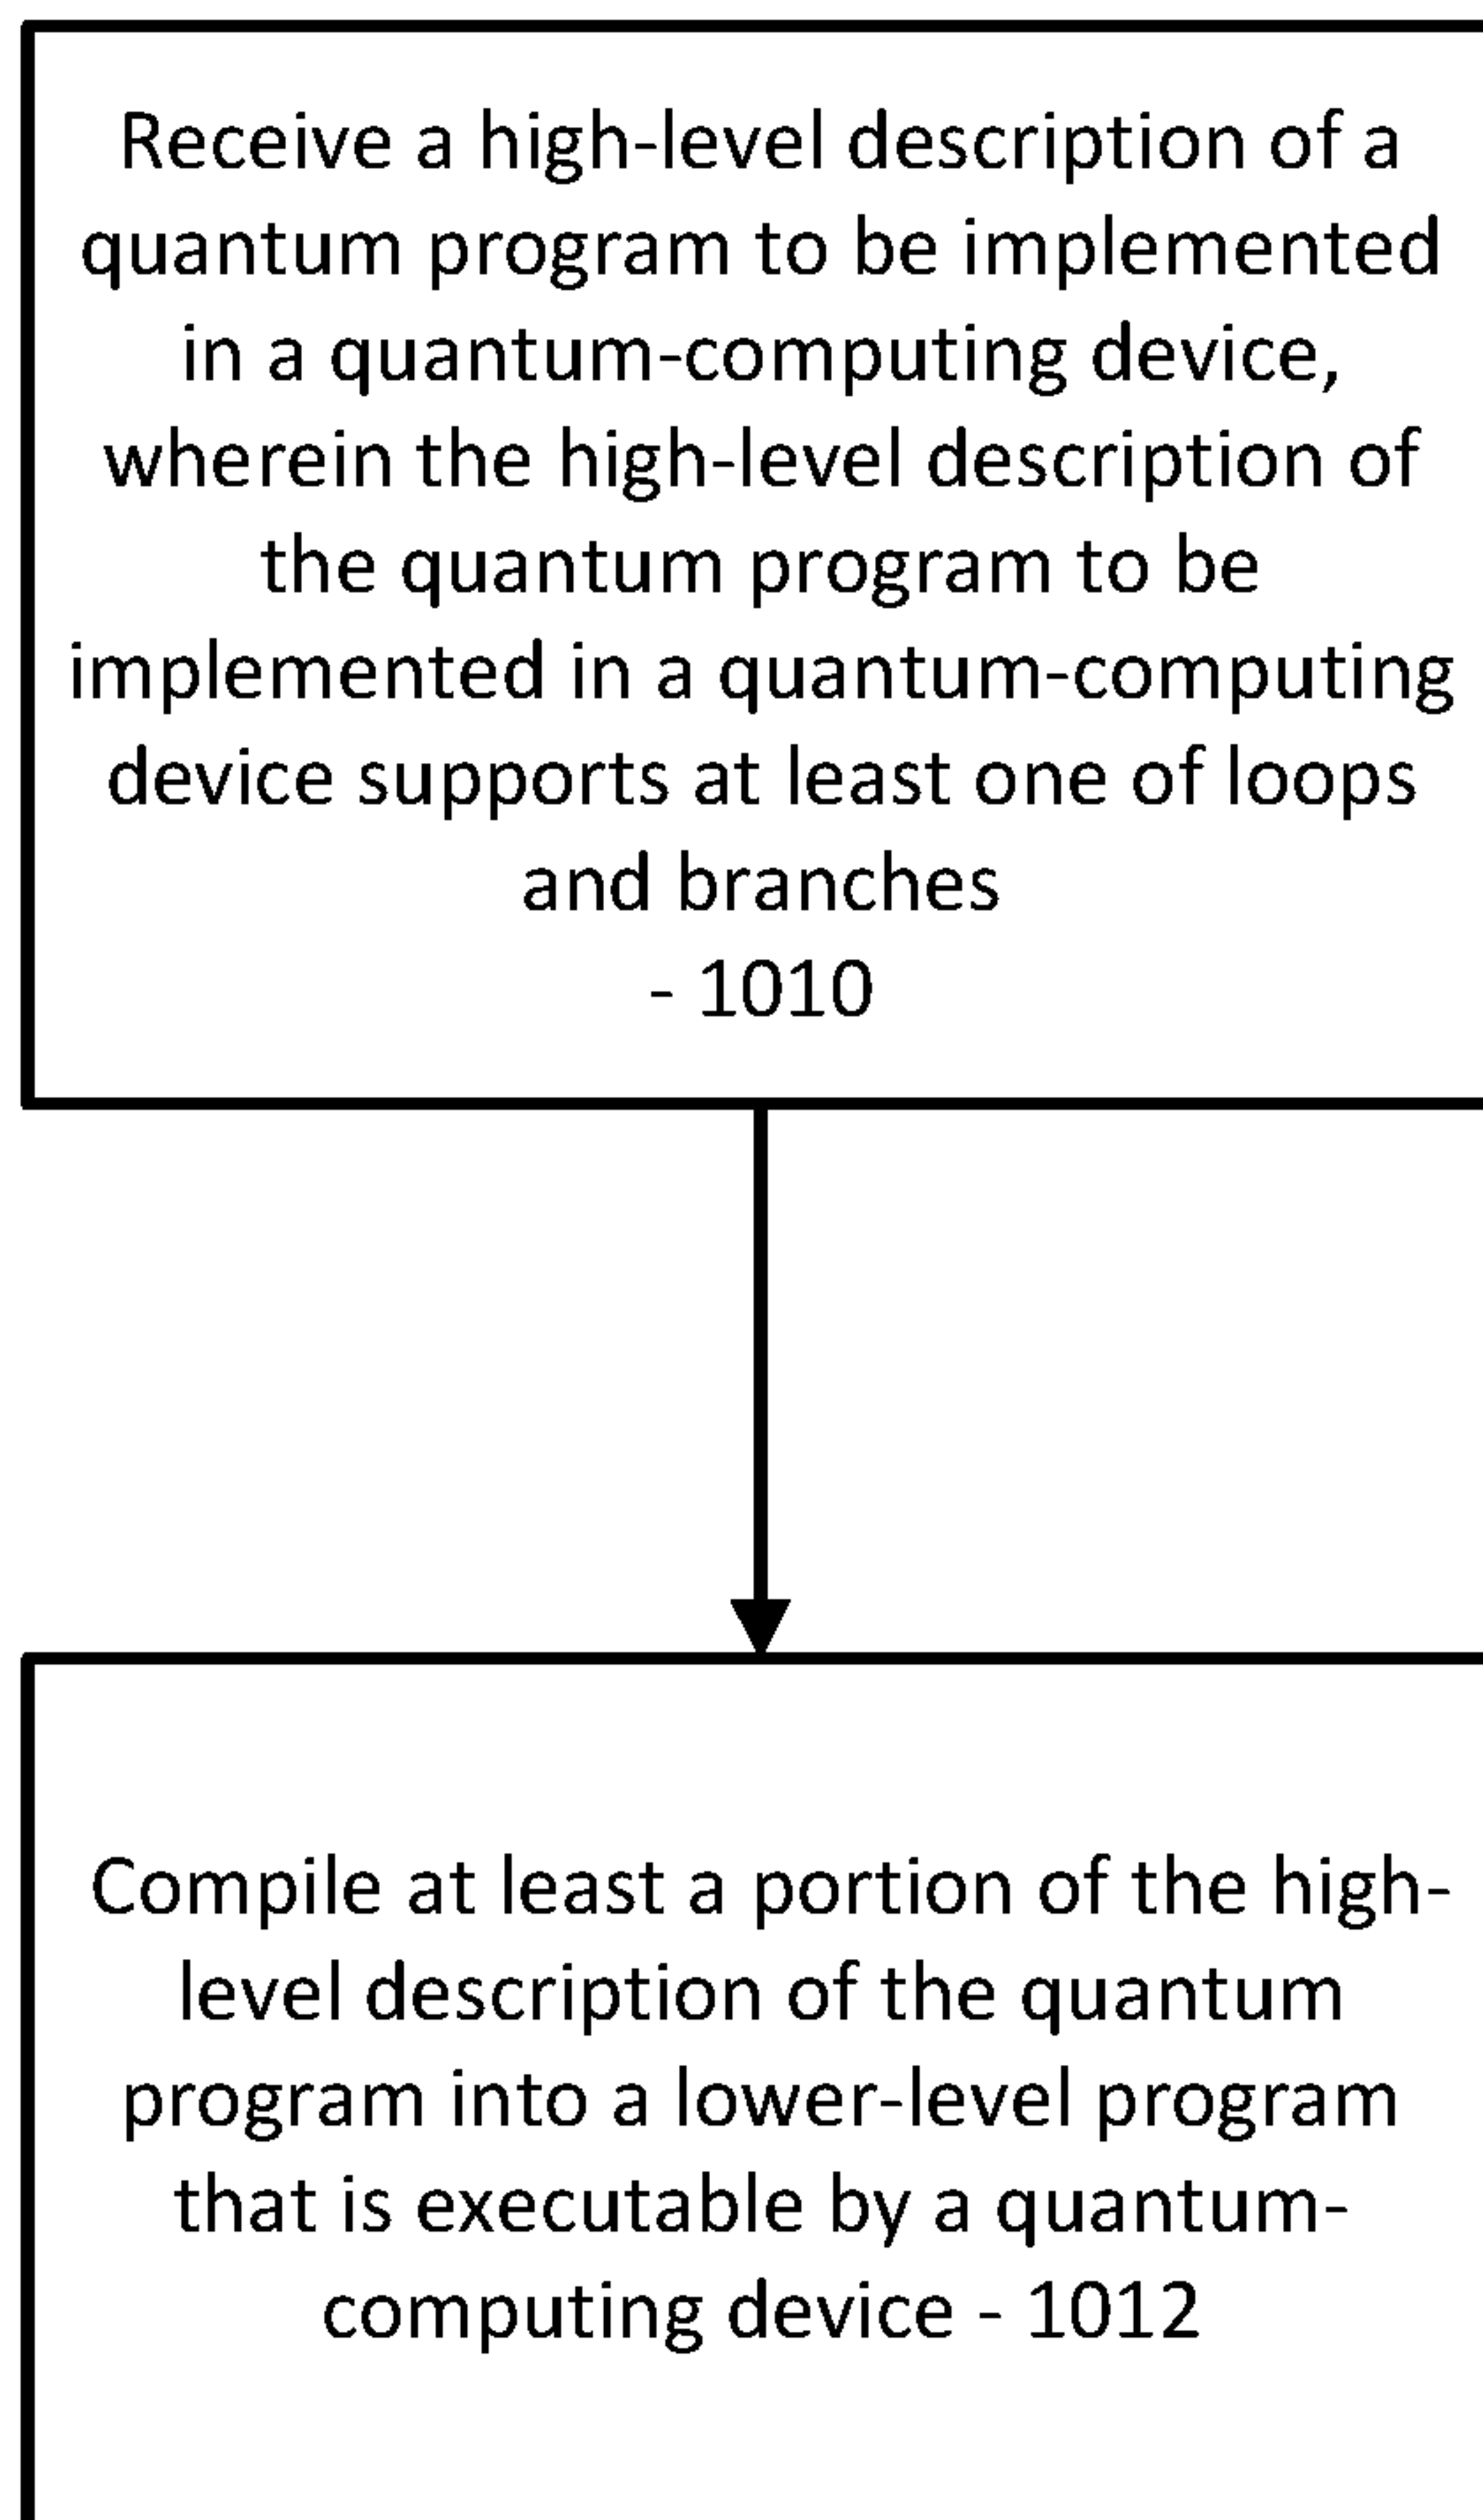 Receive a high-level description of a
quantum program to be implemented
in a quantum-computing device,
wherein the high-level description of
the quantum program to be
implemented in a quantum-computing
device supports at least one of loops
and branches
- 1010
Compile at least a portion of the high-
level description of the quantum
program into a lower-level program
that is executable by a quantum-
computing device - 1012